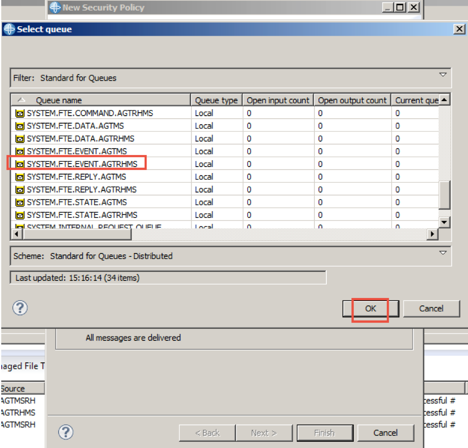 New Security Policy
Select queue
Filter: Standard for Queues
Queue name Queue type Open input count Open output count Current que
SYSTEM.FTE.COMMAND.AGTRHMS Local 0 0 0
SYSTEM.FTE.DATA.AGTMS Local 0 0 0
SYSTEM.FTE.DATA.AGTRHMS Local 0 0 0
SYSTEM.FTE.EVENT.AGTMS Local 0 0 0
SYSTEM.FTE.EVENT.AGTRHMS Local 0 0 0
SYSTEM.FTE.REPLY.AGTMS Local 0 0 0
SYSTEM.FTE.REPLY.AGTRHMS Local 0 0 0
SYSTEM.FTE.STATE.AGTMS Local 0 0 0
SYSTEM.FTE.STATE.AGTRHMS Local 0 0 0
SYSTEM.INTERNAL.REQUEST.QUEUE Local 0 0 0
Scheme: Standard for Queues - Distributed
Last updated: 15:16:14 (34 items)
? OK Cancel
All messages are delivered
naged File T
Source
AGTMSRH cessful #
AGTRHMS cessful #
AGTMSRH cessful #
? < Back Next > Finish Cancel